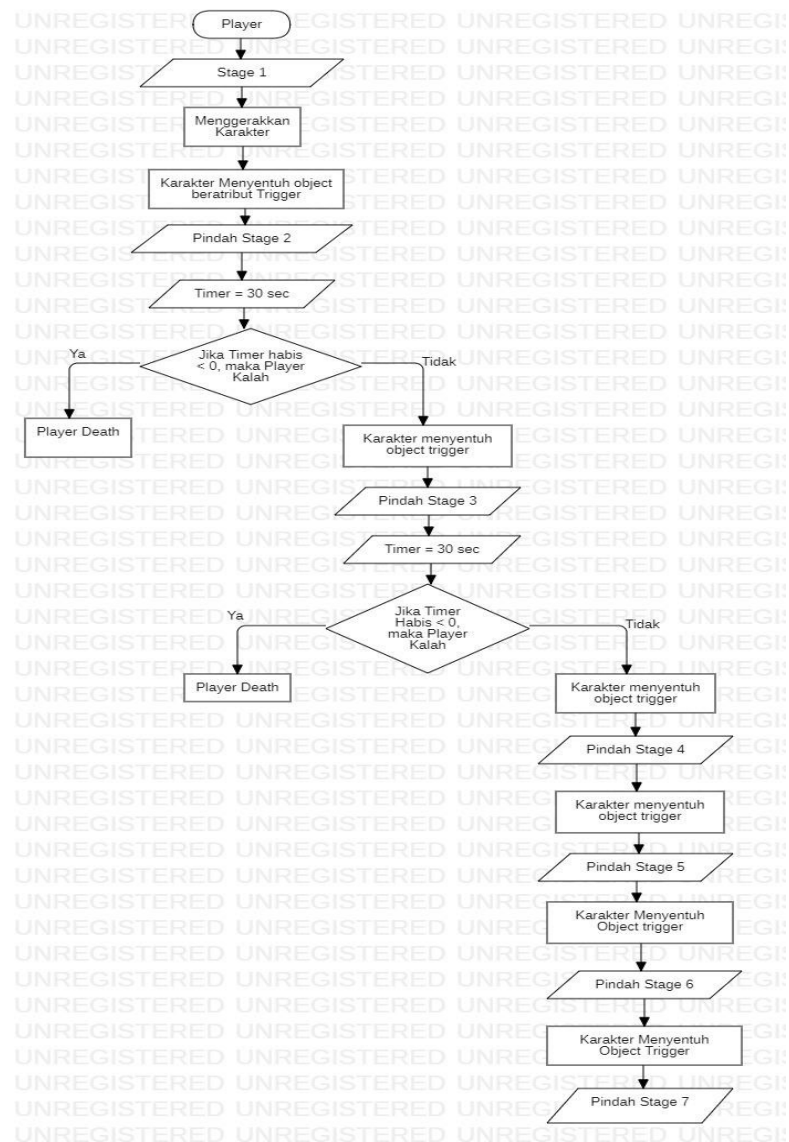 Player
Stage 1
Menggerakkan
Karakter
Karakter Menyentuh object
beratribut Trigger
Pindah Stage 2
Timer = 30 sec
Jika Timer habis
< 0, maka Player
Kalah
Ya
Tidak
Player Death
Karakter menyentuh
object trigger
Pindah Stage 3
Timer = 30 sec
Jika Timer
Habis < 0,
maka Player
Kalah
Ya
Tidak
Player Death
Karakter menyentuh
object trigger
Pindah Stage 4
Karakter menyentuh
object trigger
Pindah Stage 5
Karakter Menyentuh
Object trigger
Pindah Stage 6
Karakter Menyentuh
Object Trigger
Pindah Stage 7